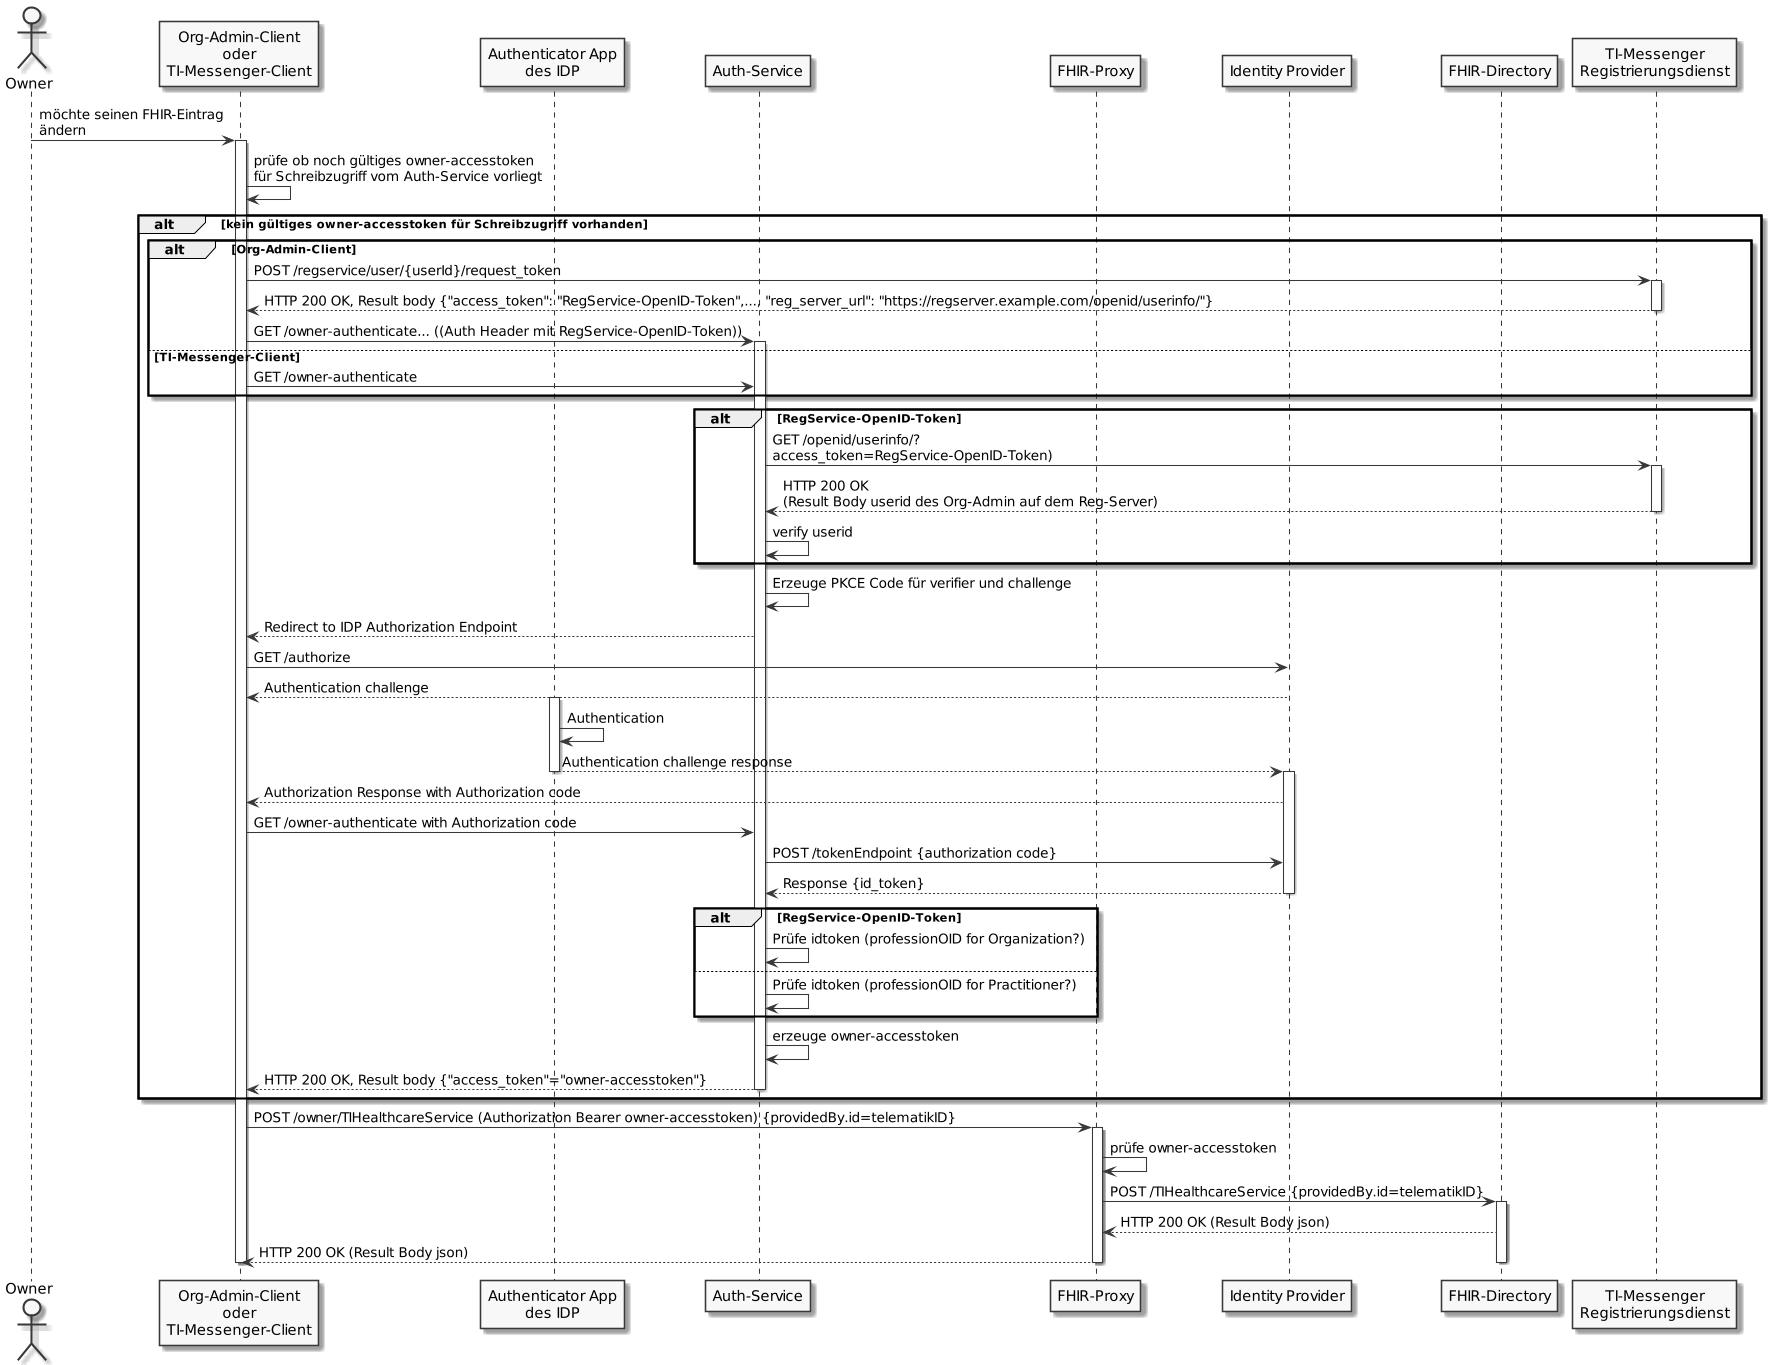 Owner
Org-Admin-Client
oder
TI-Messenger-Client
Authenticator App
des IDP
Auth-Service
FHIR-Proxy
Identity Provider
FHIR-Directory
TI-Messenger
Registrierungsdienst
möchte seinen FHIR-Eintrag
ändern
prüfe ob noch gültiges owner-accesstoken
für Schreibzugriff vom Auth-Service vorliegt
alt [kein gültiges owner-accesstoken für Schreibzugriff vorhanden]
alt [Org-Admin-Client]
POST /regservice/user/{userId}/request_token
HTTP 200 OK, Result body {"access_token": "RegService-OpenID-Token",..., "reg_server_url": "https://regserver.example.com/openid/userinfo/"}
GET /owner-authenticate... ((Auth Header mit RegService-OpenID-Token))
[TI-Messenger-Client]
GET /owner-authenticate
alt [RegService-OpenID-Token]
GET /openid/userinfo/?
access_token=RegService-OpenID-Token)
HTTP 200 OK
(Result Body userid des Org-Admin auf dem Reg-Server)
verify userid
Erzeuge PKCE Code für verifier und challenge
Redirect to IDP Authorization Endpoint
GET /authorize
Authentication challenge
Authentication
Authentication challenge response
Authorization Response with Authorization code
GET /owner-authenticate with Authorization code
POST /tokenEndpoint {authorization code}
Response {id_token}
alt [RegService-OpenID-Token]
Prüfe idtoken (professionOID for Organization?)
Prüfe idtoken (professionOID for Practitioner?)
erzeuge owner-accesstoken
HTTP 200 OK, Result body {"access_token"="owner-accesstoken"}
POST /owner/TIHealthcareService (Authorization Bearer owner-accesstoken) {providedBy.id=telematikID}
prüfe owner-accesstoken
POST /TIHealthcareService {providedBy.id=telematikID}
HTTP 200 OK (Result Body json)
HTTP 200 OK (Result Body json)
Owner
Org-Admin-Client
oder
TI-Messenger-Client
Authenticator App
des IDP
Auth-Service
FHIR-Proxy
Identity Provider
FHIR-Directory
TI-Messenger
Registrierungsdienst